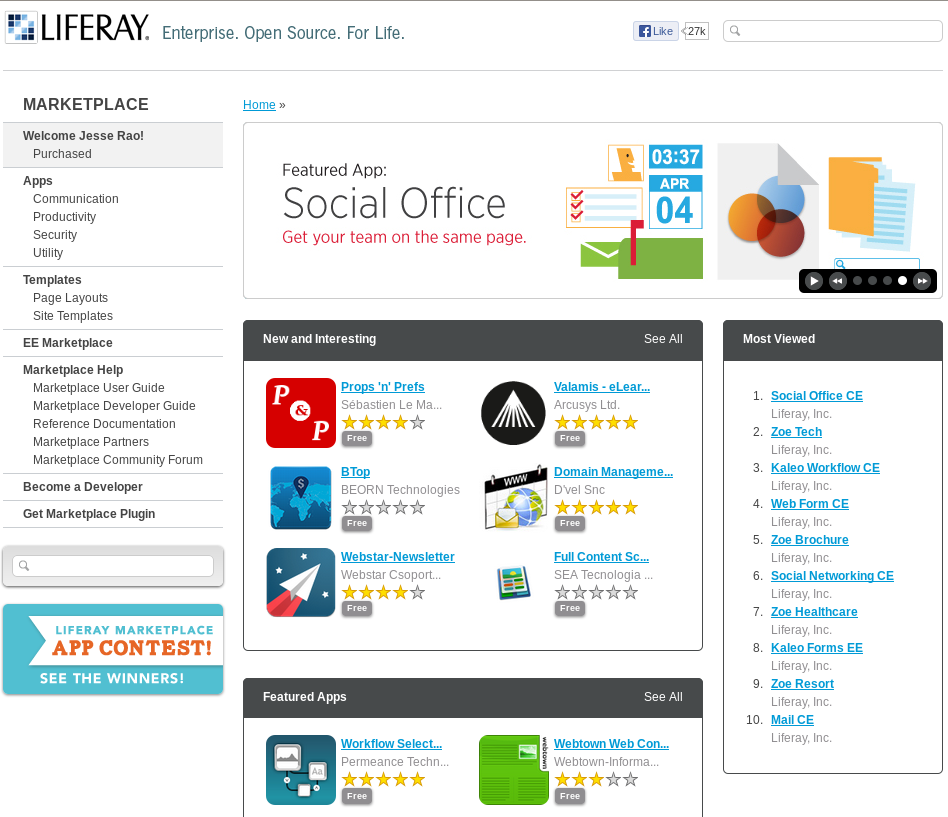 LIFERAY.
Enterprise. Open Source. For Life.
Like
27k
MARKETPLACE
Welcome Jesse Rao!
Purchased
Apps
Communication
Productivity
Security
Utility
Templates
Page Layouts
Site Templates
EE Marketplace
Marketplace Help
Marketplace User Guide
Marketplace Developer Guide
Reference Documentation
Marketplace Partners
Marketplace Community Forum
Become a Developer
Get Marketplace Plugin
LIFERAY MARKETPLACE
APP CONTEST!
SEE THE WINNERS!
Home »
Featured App:
Social Office
Get your team on the same page.
03:37
APR
04
New and Interesting
See All
P & P
Props 'n' Prefs
Sébastien Le Ma...
Free
Valamis - eLear...
Arcusys Ltd.
Free
BTop
BEORN Technologies
Free
WWW
Domain Manageme...
D'vel Snc
Free
Webstar-Newsletter
Webstar Csoport...
Free
Full Content Sc...
SEA Tecnologia ...
Free
Featured Apps
See All
Aa
Workflow Select...
Permeance Techn...
Free
webtown
Webtown Web Con...
Webtown-Informa...
Free
Most Viewed
1. Social Office CE
Liferay, Inc.
2. Zoe Tech
Liferay, Inc.
3. Kaleo Workflow CE
Liferay, Inc.
4. Web Form CE
Liferay, Inc.
5. Zoe Brochure
Liferay, Inc.
6. Social Networking CE
Liferay, Inc.
7. Zoe Healthcare
Liferay, Inc.
8. Kaleo Forms EE
Liferay, Inc.
9. Zoe Resort
Liferay, Inc.
10. Mail CE
Liferay, Inc.